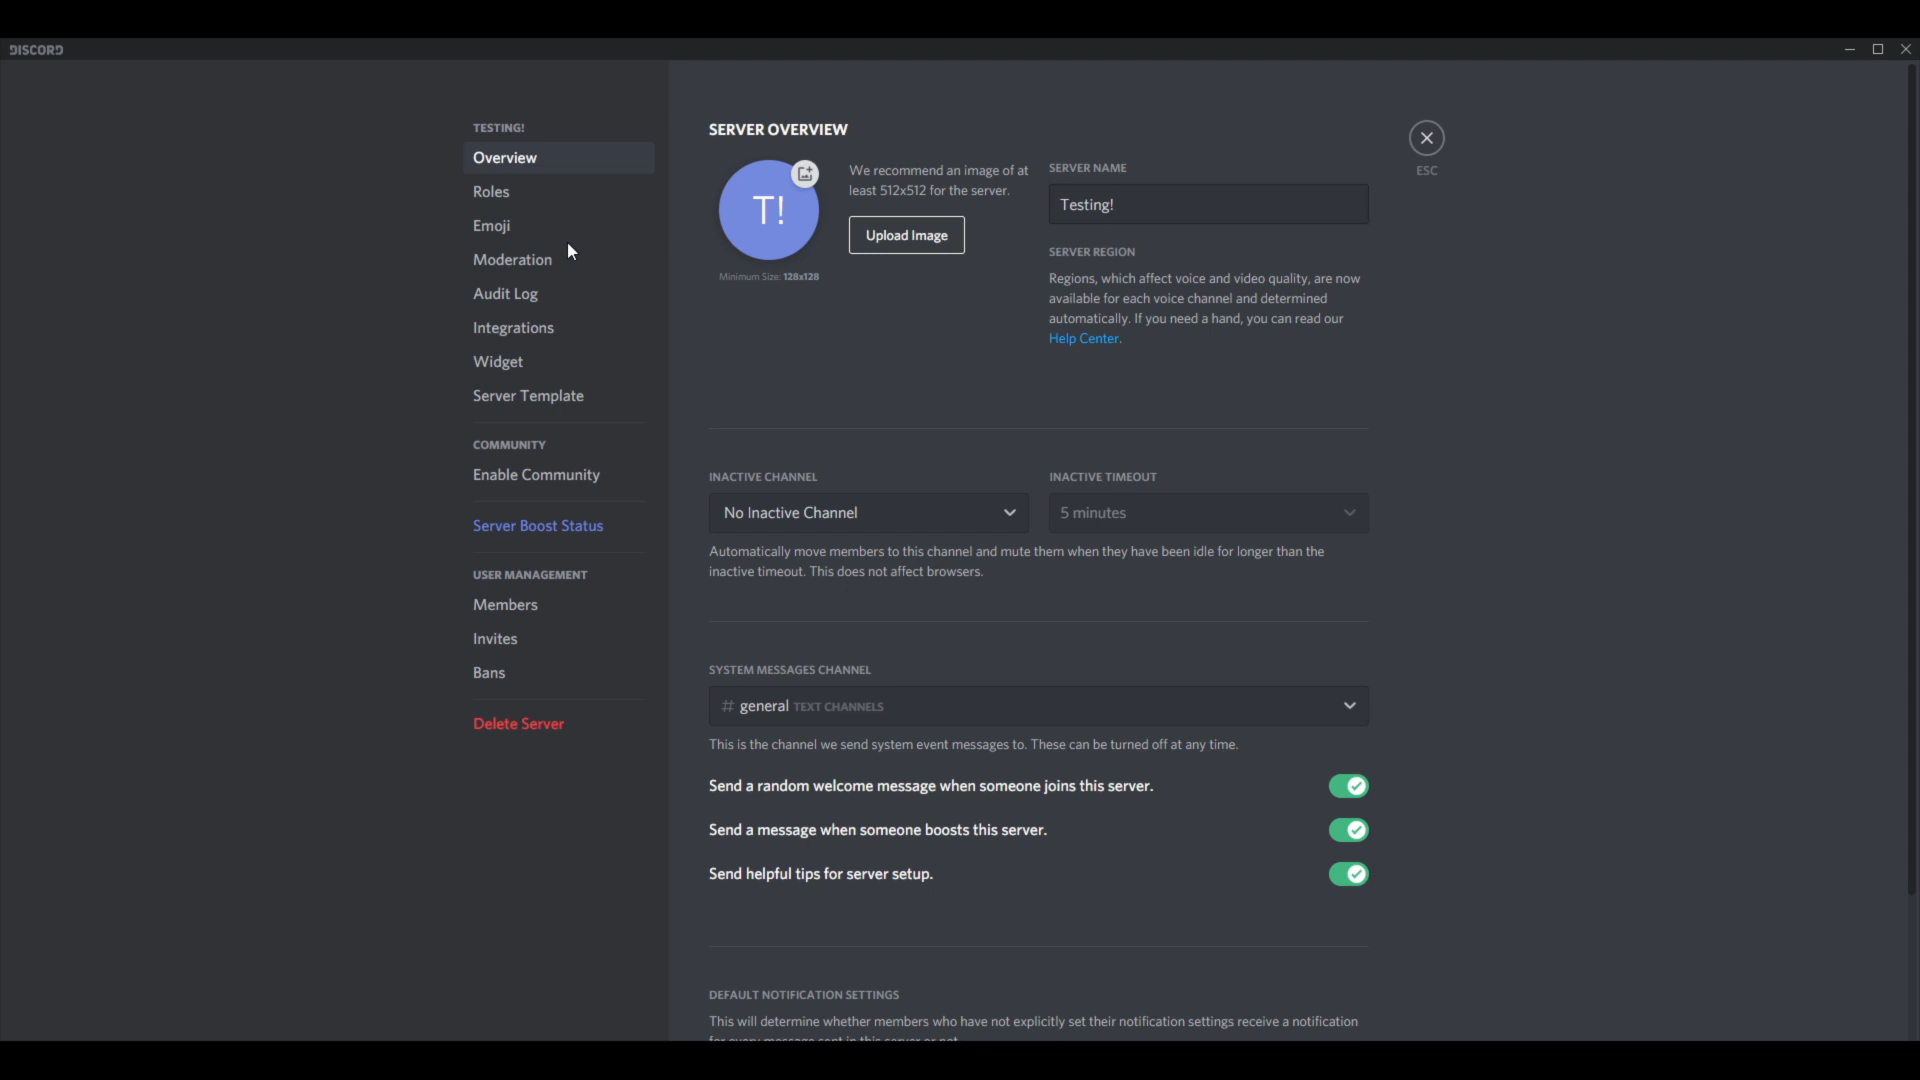 DISCORD
TESTING!
Overview
Roles
Emoji
Moderation
Audit Log
Integrations
Widget
Server Template
COMMUNITY
Enable Community
Server Boost Status
USER MANAGEMENT
Members
Invites
Bans
Delete Server
SERVER OVERVIEW
T!
Minimum Size: 128x128
We recommend an image of at
least 512x512 for the server.
Upload Image
SERVER NAME
Testing!
SERVER REGION
Regions, which affect voice and video quality, are now
available for each voice channel and determined
automatically. If you need a hand, you can read our
Help Center.
ESC
INACTIVE CHANNEL
No Inactive Channel
INACTIVE TIMEOUT
5 minutes
Automatically move members to this channel and mute them when they have been idle for longer than the
inactive timeout. This does not affect browsers.
SYSTEM MESSAGES CHANNEL
# general TEXT CHANNELS
This is the channel we send system event messages to. These can be turned off at any time.
Send a random welcome message when someone joins this server.
Send a message when someone boosts this server.
Send helpful tips for server setup.
DEFAULT NOTIFICATION SETTINGS
This will determine whether members who have not explicitly set their notification settings receive a notification
for every message sent in this server or not.